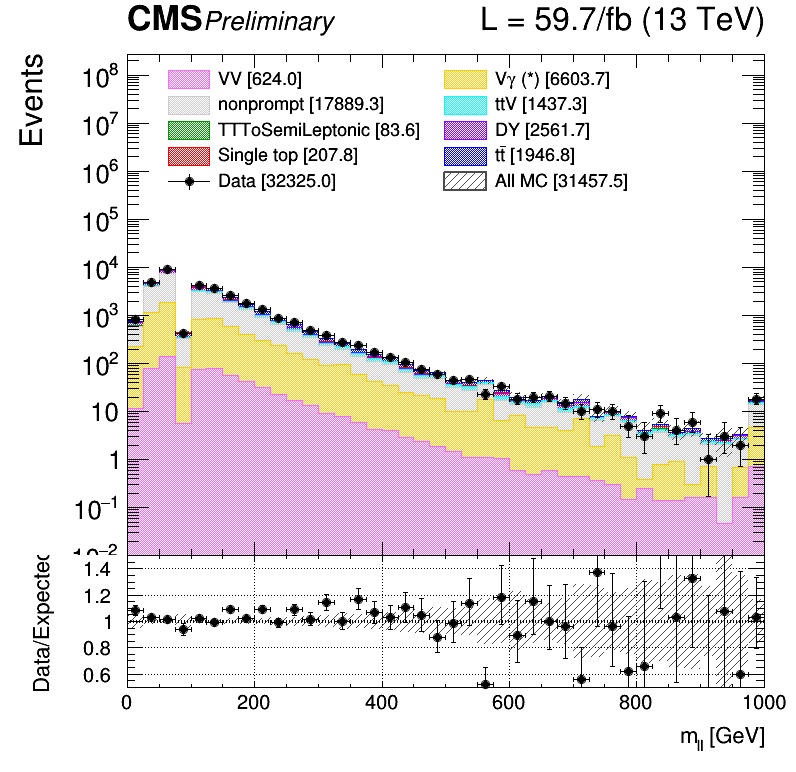 CMS Preliminary L = 59.7/fb (13 TeV)
Events
VV [624.0] Vγ (*) [6603.7]
nonprompt [17889.3] ttV [1437.3]
TTToSemiLeptonic [83.6] DY [2561.7]
Single top [207.8] tt̄ [1946.8]
Data [32325.0] All MC [31457.5]
10⁸
10⁷
10⁶
10⁵
10⁴
10³
10²
10
1
10⁻¹
10⁻²
Data/Expected
1.4
1.2
1
0.8
0.6
0 200 400 600 800 1000
m_ll [GeV]